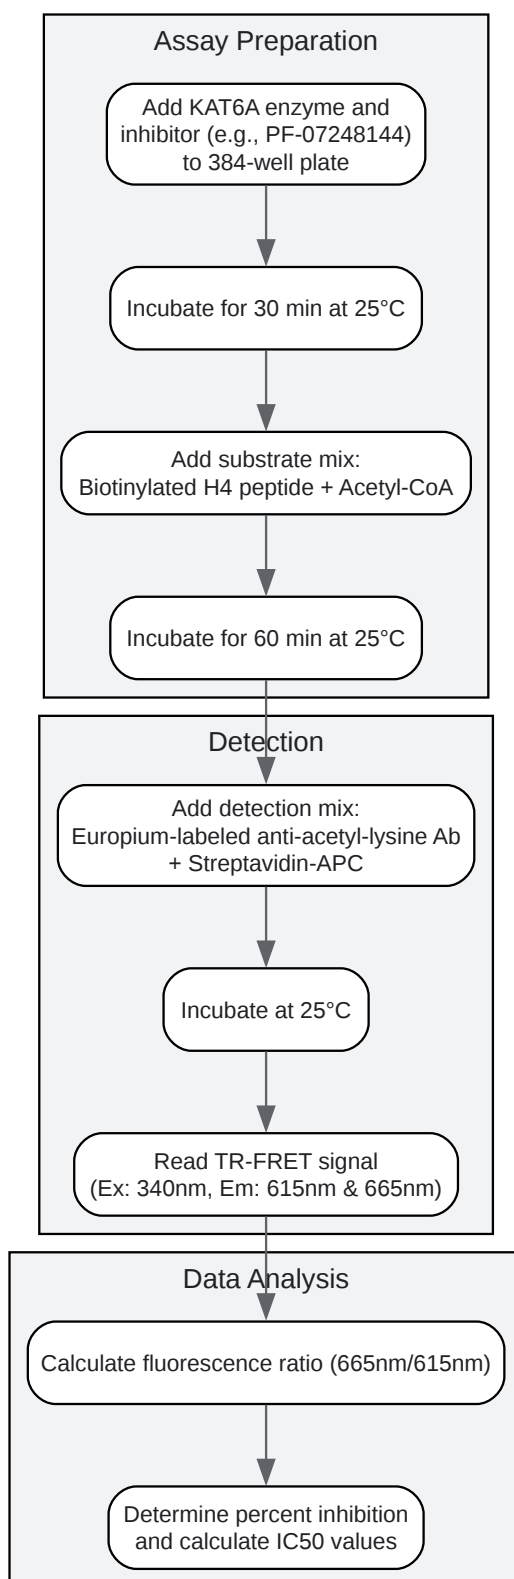 Assay Preparation
Add KAT6A enzyme and
inhibitor (e.g., PF-07248144)
to 384-well plate
Incubate for 30 min at 25°C
Add substrate mix:
Biotinylated H4 peptide + Acetyl-CoA
Incubate for 60 min at 25°C
Detection
Add detection mix:
Europium-labeled anti-acetyl-lysine Ab
+ Streptavidin-APC
Incubate at 25°C
Read TR-FRET signal
(Ex: 340nm, Em: 615nm & 665nm)
Data Analysis
Calculate fluorescence ratio (665nm/615nm)
Determine percent inhibition
and calculate IC50 values